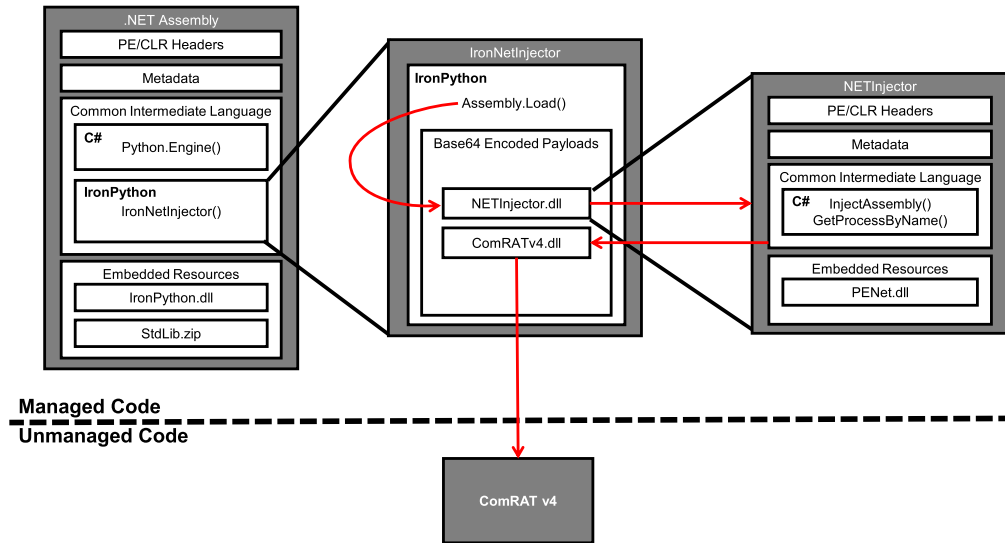 .NET Assembly
PE/CLR Headers
Metadata
Common Intermediate Language
C#
Python.Engine()
IronPython
IronNetInjector()
Embedded Resources
IronPython.dll
StdLib.zip
IronNetInjector
IronPython
Assembly.Load()
Base64 Encoded Payloads
NETInjector.dll
ComRATv4.dll
NETInjector
PE/CLR Headers
Metadata
Common Intermediate Language
C#
InjectAssembly()
GetProcessByName()
Embedded Resources
PENet.dll
Managed Code
Unmanaged Code
ComRAT v4